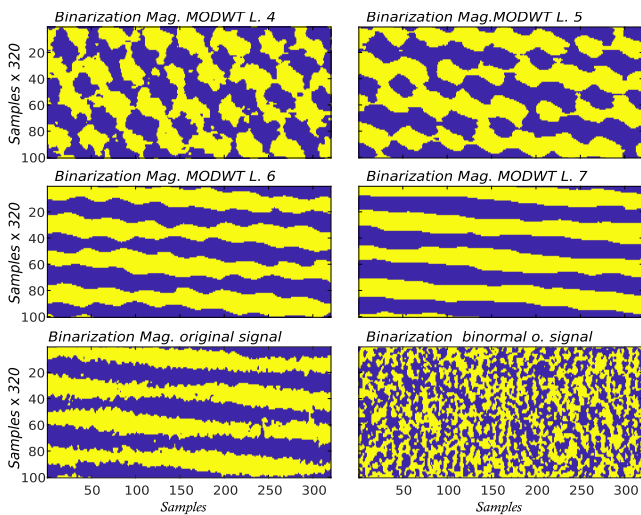 Binarization Mag. MODWT L. 4
Binarization Mag.MODWT L. 5
Samples x 320
20
40
60
80
100
Binarization Mag. MODWT L. 6
Binarization Mag. MODWT L. 7
Samples x 320
20
40
60
80
100
Binarization Mag. original signal
Binarization binormal o. signal
Samples x 320
20
40
60
80
100
50 100 150 200 250 300
50 100 150 200 250 300
Samples
Samples